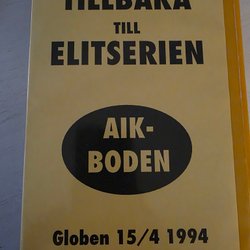 TILLBAKA
TILL
ELITSERIEN
AIK-
BODEN
Globen 15/4 1994